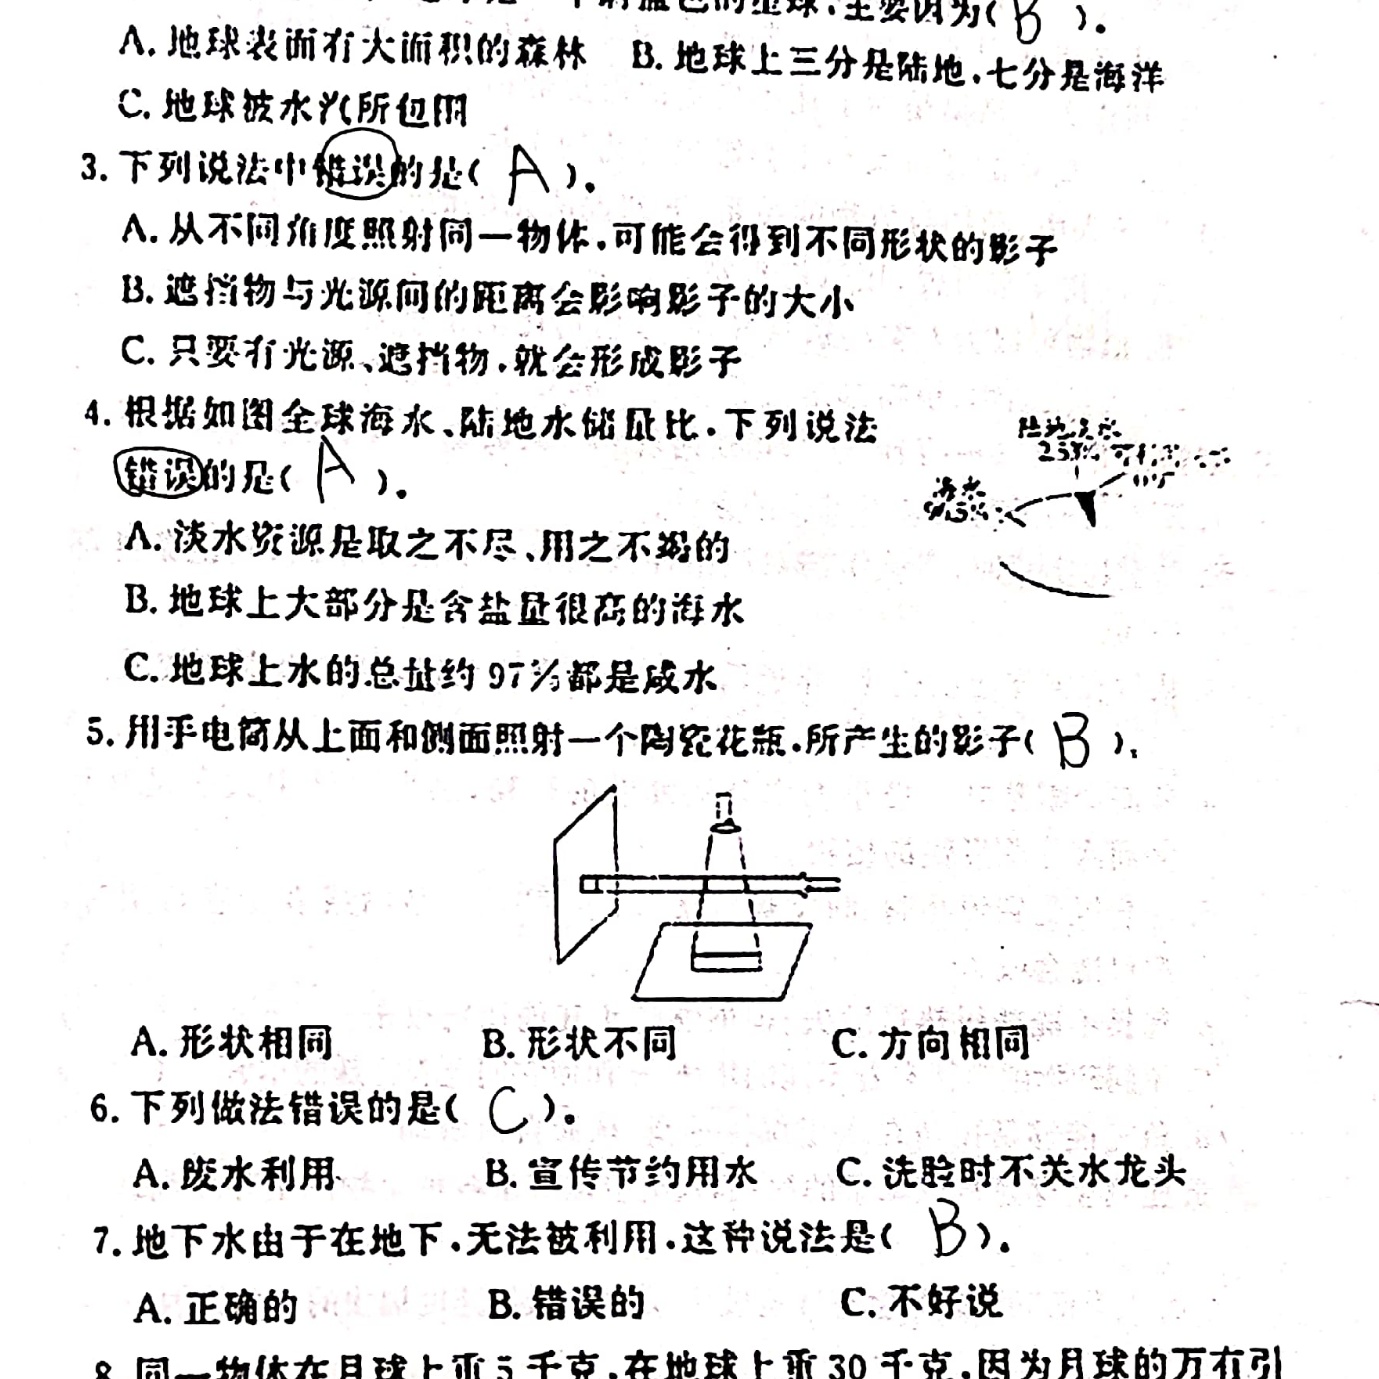 球,主要因为( B )。
A. 地球表面有大面积的森林 B. 地球上三分是陆地,七分是海洋
C. 地球被水汽所包围
3. 下列说法中错误的是( A )。
A. 从不同角度照射同一物体,可能会得到不同形状的影子
B. 遮挡物与光源间的距离会影响影子的大小
C. 只要有光源、遮挡物,就会形成影子
4. 根据如图全球海水、陆地水储量比,下列说法
错误的是( A )。
A. 淡水资源是取之不尽、用之不竭的
B. 地球上大部分是含盐量很高的海水
C. 地球上水的总量约 97%都是咸水
5. 用手电筒从上面和侧面照射一个陶瓷花瓶,所产生的影子( B )。
A. 形状相同 B. 形状不同 C. 方向相同
6. 下列做法错误的是( C )。
A. 废水利用 B. 宣传节约用水 C. 洗脸时不关水龙头
7. 地下水由于在地下,无法被利用,这种说法是( B )。
A. 正确的 B. 错误的 C. 不好说
8. 同一物体在月球上重 5 千克,在地球上重 30 千克,因为月球的万有引